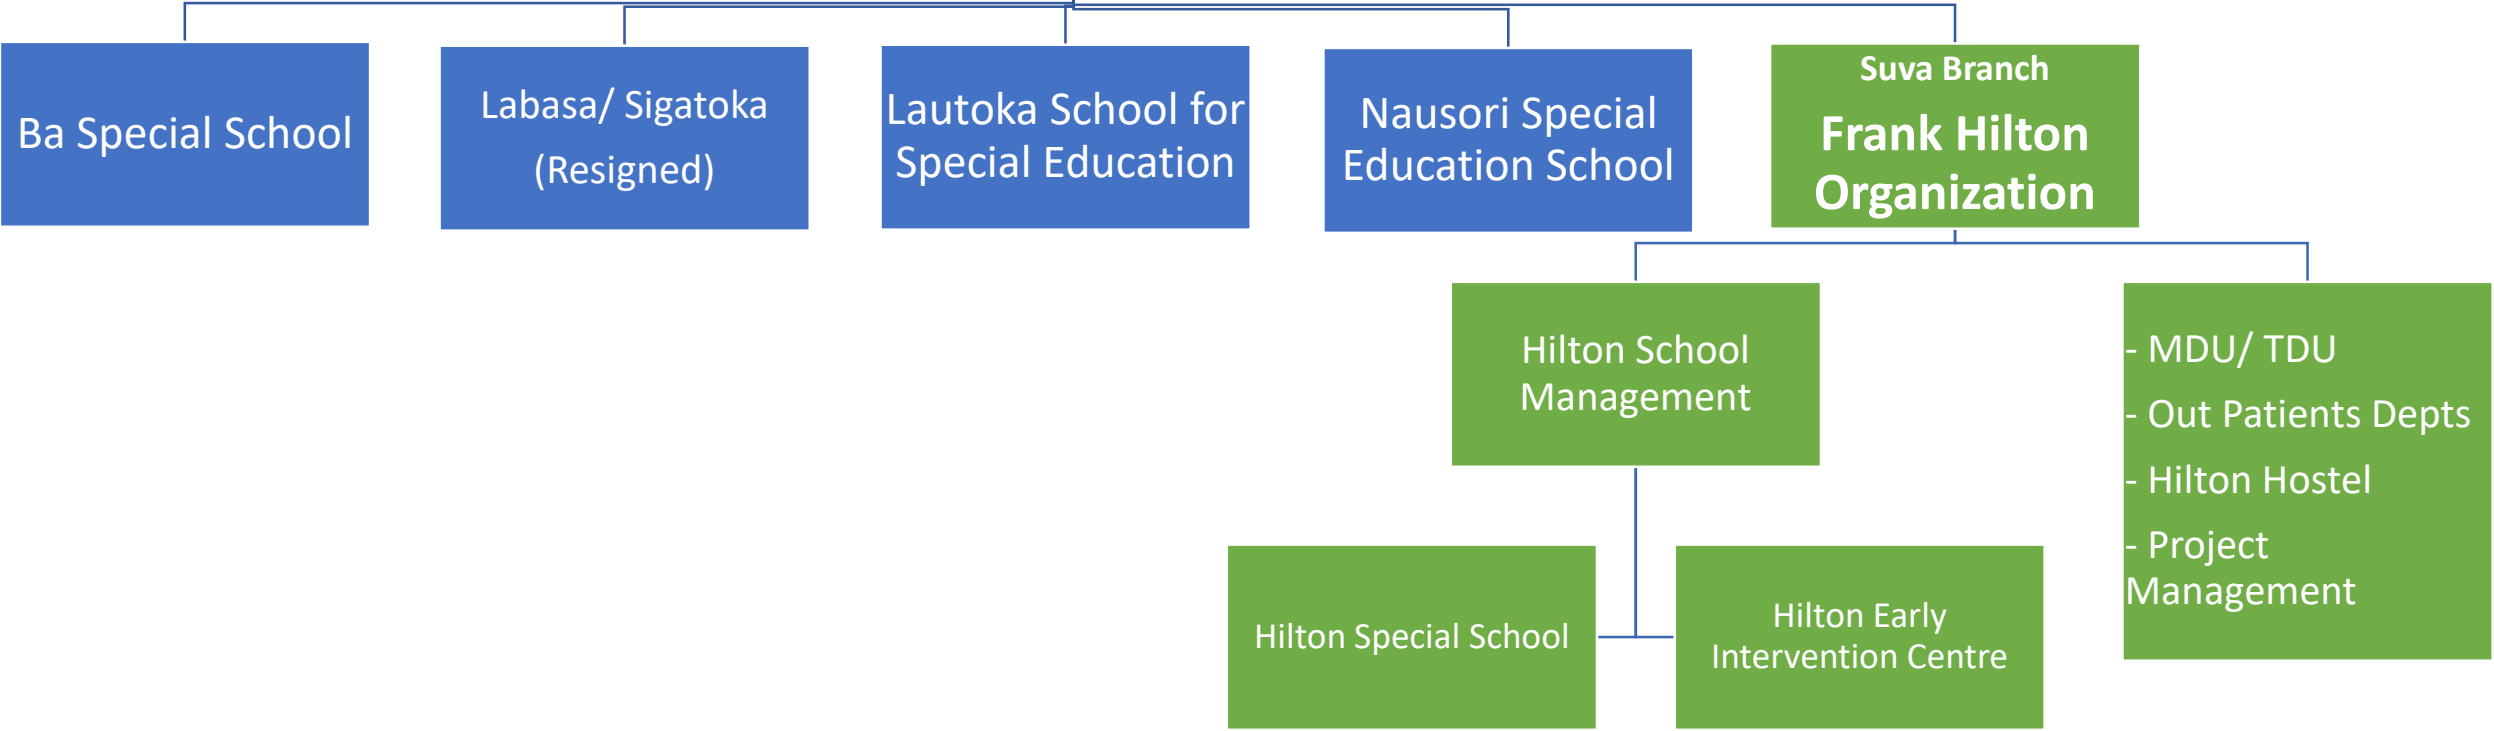 Ba Special School
Labasa/ Sigatoka
(Resigned)
Lautoka School for
Special Education
Nausori Special
Education School
Suva Branch
Frank Hilton
Organization
Hilton School
Management
- MDU/ TDU
- Out Patients Depts
- Hilton Hostel
- Project
Management
Hilton Special School
Hilton Early
Intervention Centre